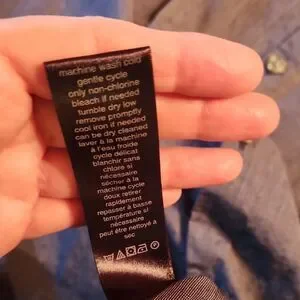 machine wash cold
gentle cycle
only non-chlorine
bleach if needed
tumble dry low
remove promptly
cool iron if needed
can be dry cleaned
laver à la machine
à l'eau froide
cycle délicat
blanchir sans
chlore si
nécessaire
sécher à la
machine cycle
doux retirer
rapidement
repasser à basse
température si
nécessaire
peut être nettoyé à
sec